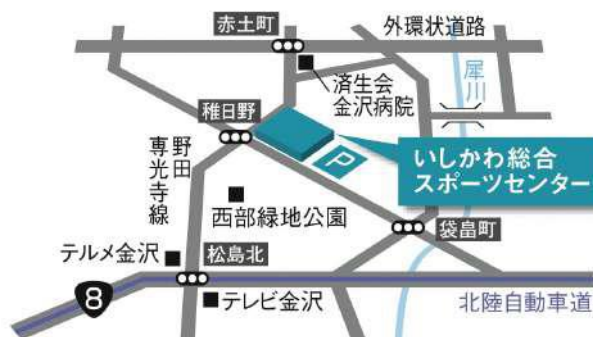 赤土町
外環状道路
犀川
済生会
金沢病院
稚日野
野田
専光寺線
P
いしかわ総合
スポーツセンター
西部緑地公園
袋畠町
テルメ金沢
松島北
8
テレビ金沢
北陸自動車道